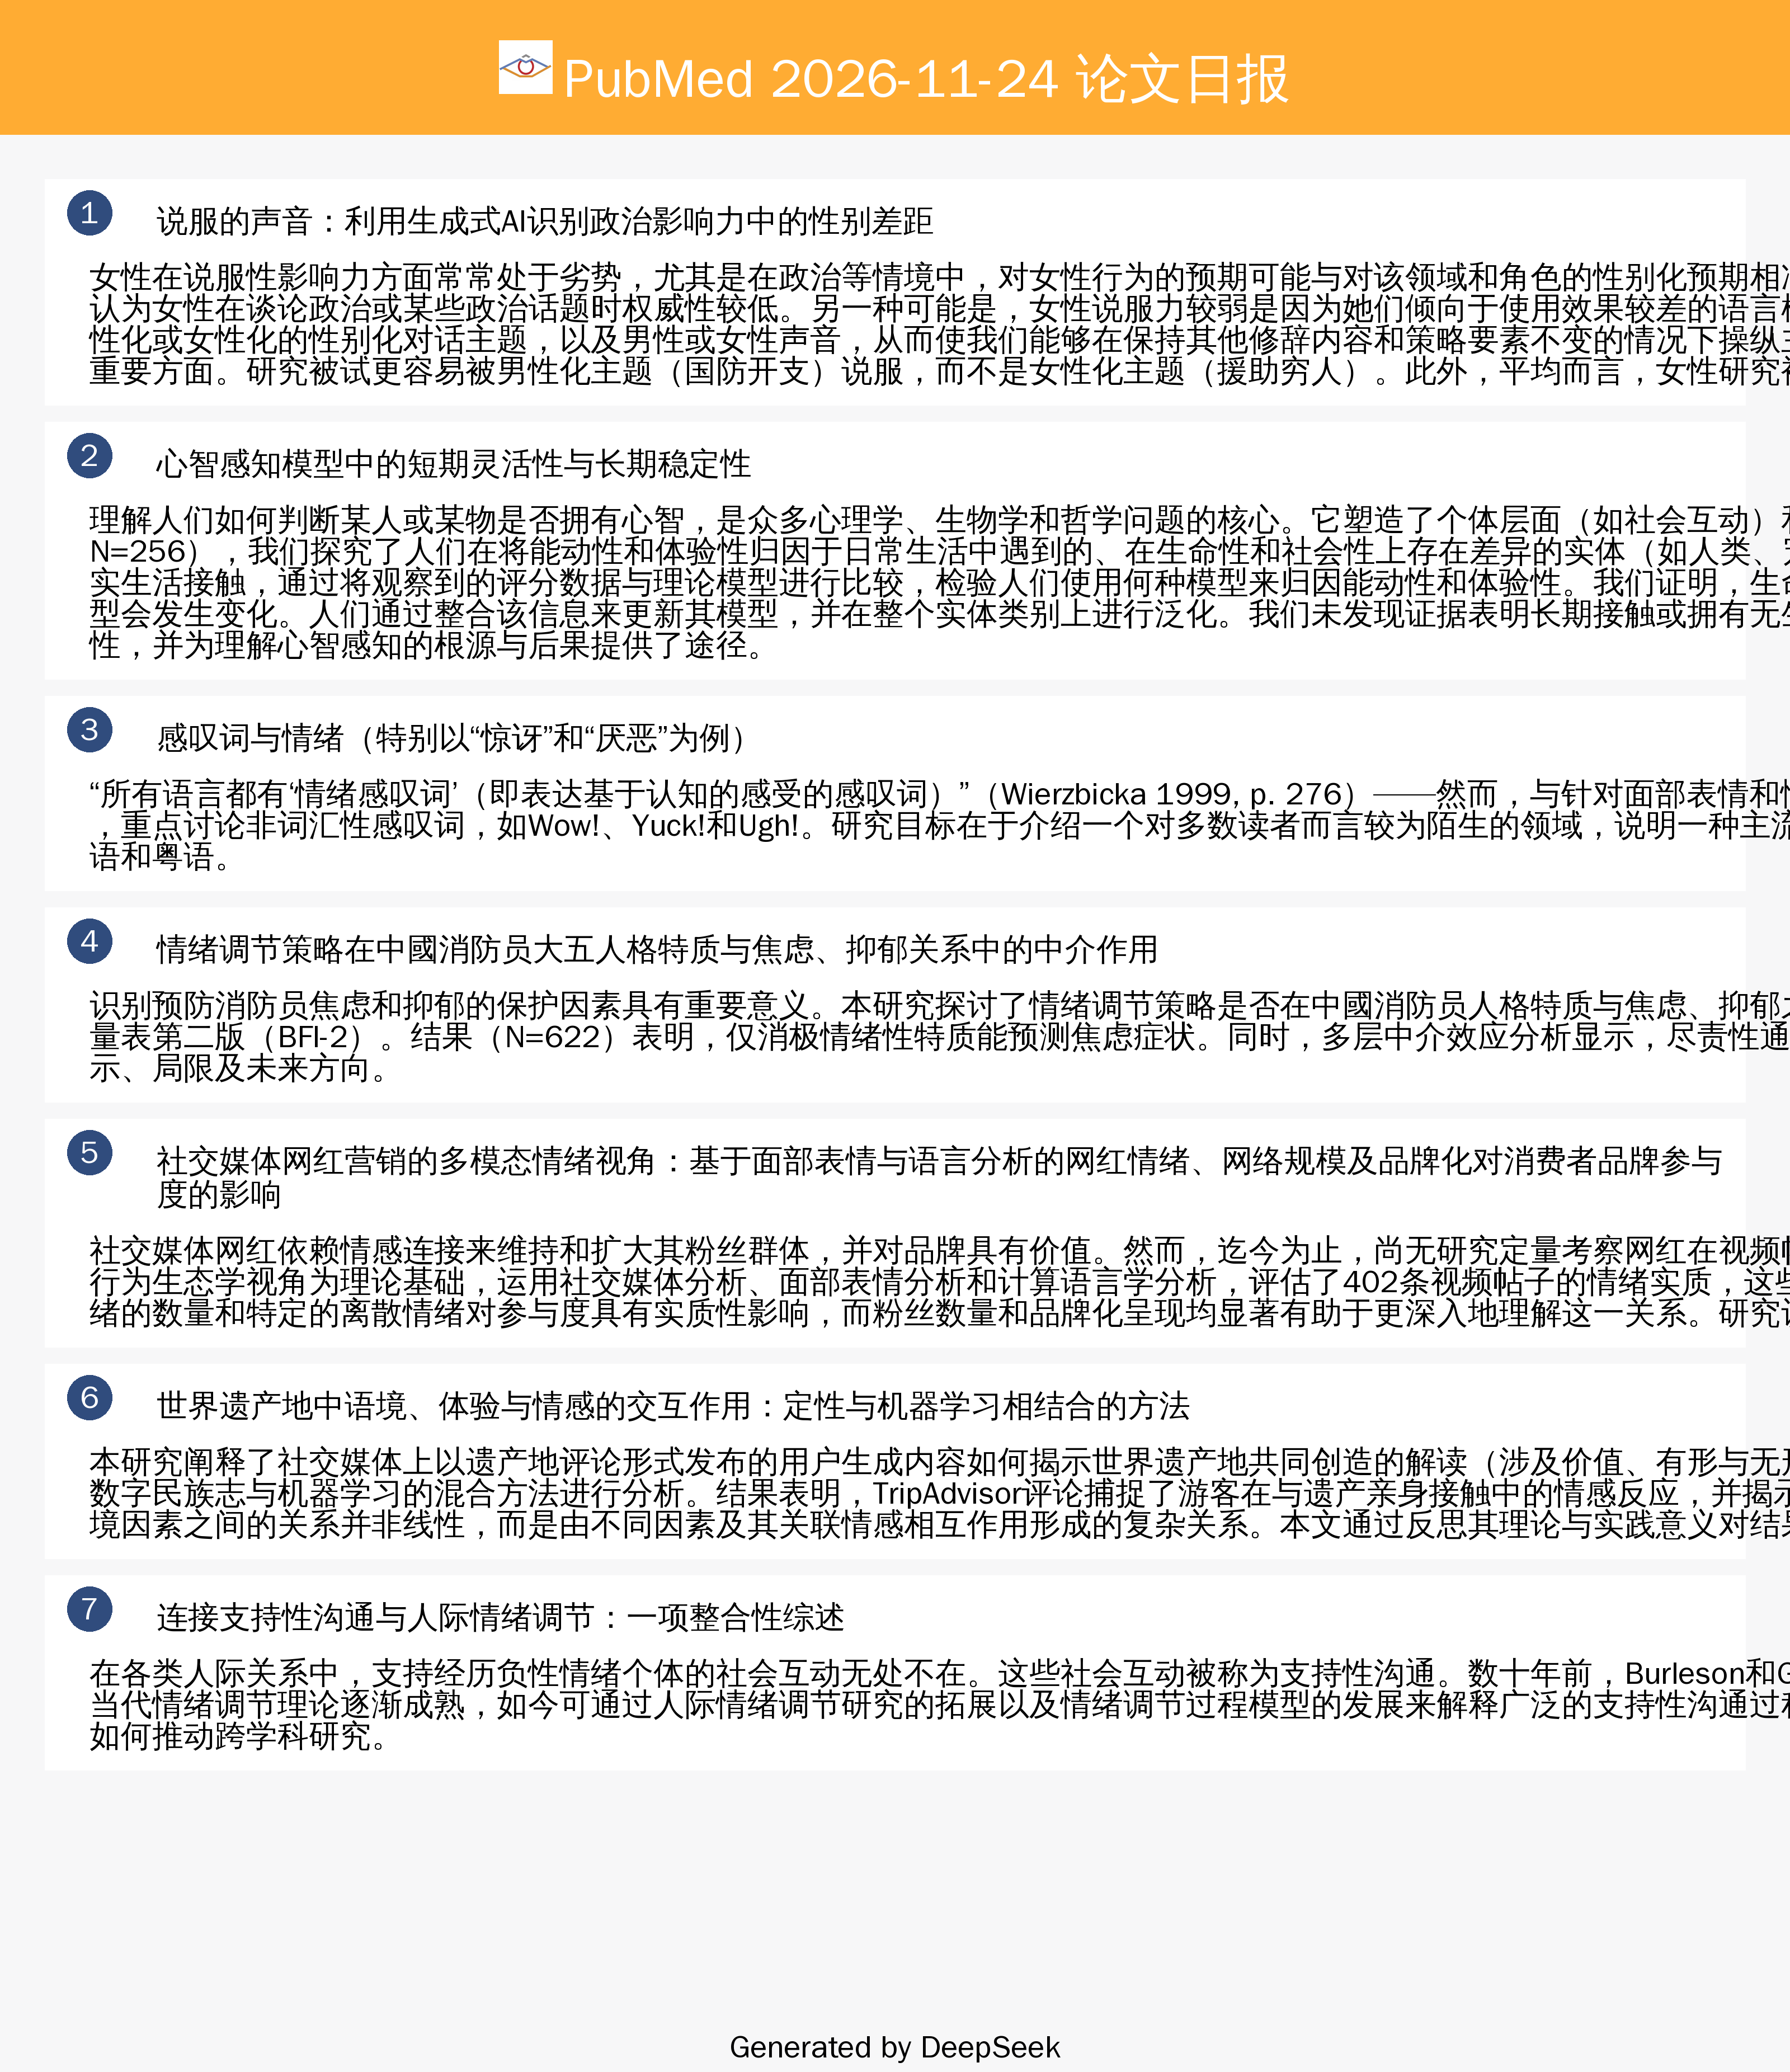 PubMed 2026-11-24 论文日报
1
说服的声音：利用生成式AI识别政治影响力中的性别差距
女性在说服性影响力方面常常处于劣势，尤其是在政治等情境中，对女性行为的预期可能与对该领域和角色的性别化预期相
认为女性在谈论政治或某些政治话题时权威性较低。另一种可能是，女性说服力较弱是因为她们倾向于使用效果较差的语言
性化或女性化的性别化对话主题，以及男性或女性声音，从而使我们能够在保持其他修辞内容和策略要素不变的情况下操纵
重要方面。研究被试更容易被男性化主题（国防开支）说服，而不是女性化主题（援助穷人）。此外，平均而言，女性研究
2
心智感知模型中的短期灵活性与长期稳定性
理解人们如何判断某人或某物是否拥有心智，是众多心理学、生物学和哲学问题的核心。它塑造了个体层面（如社会互动）
N=256），我们探究了人们在将能动性和体验性归因于日常生活中遇到的、在生命性和社会性上存在差异的实体（如人类、
实生活接触，通过将观察到的评分数据与理论模型进行比较，检验人们使用何种模型来归因能动性和体验性。我们证明，生
型会发生变化。人们通过整合该信息来更新其模型，并在整个实体类别上进行泛化。我们未发现证据表明长期接触或拥有无
性，并为理解心智感知的根源与后果提供了途径。
3
感叹词与情绪（特别以“惊讶”和“厌恶”为例）
“所有语言都有‘情绪感叹词’（即表达基于认知的感受的感叹词）”（Wierzbicka 1999, p. 276）——然而，与针对面部表情和
，重点讨论非词汇性感叹词，如Wow!、Yuck!和Ugh!。研究目标在于介绍一个对多数读者而言较为陌生的领域，说明一种主流
语和粤语。
4
情绪调节策略在中國消防员大五人格特质与焦虑、抑郁关系中的中介作用
识别预防消防员焦虑和抑郁的保护因素具有重要意义。本研究探讨了情绪调节策略是否在中國消防员人格特质与焦虑、抑郁
量表第二版（BFI-2）。结果（N=622）表明，仅消极情绪性特质能预测焦虑症状。同时，多层中介效应分析显示，尽责性通
示、局限及未来方向。
5
社交媒体网红营销的多模态情绪视角：基于面部表情与语言分析的网红情绪、网络规模及品牌化对消费者品牌参与
度的影响
社交媒体网红依赖情感连接来维持和扩大其粉丝群体，并对品牌具有价值。然而，迄今为止，尚无研究定量考察网红在视频
行为生态学视角为理论基础，运用社交媒体分析、面部表情分析和计算语言学分析，评估了402条视频帖子的情绪实质，这些
绪的数量和特定的离散情绪对参与度具有实质性影响，而粉丝数量和品牌化呈现均显著有助于更深入地理解这一关系。研究
6
世界遗产地中语境、体验与情感的交互作用：定性与机器学习相结合的方法
本研究阐释了社交媒体上以遗产地评论形式发布的用户生成内容如何揭示世界遗产地共同创造的解读（涉及价值、有形与无
数字民族志与机器学习的混合方法进行分析。结果表明，TripAdvisor评论捕捉了游客在与遗产亲身接触中的情感反应，并揭示
境因素之间的关系并非线性，而是由不同因素及其关联情感相互作用形成的复杂关系。本文通过反思其理论与实践意义对结
7
连接支持性沟通与人际情绪调节：一项整合性综述
在各类人际关系中，支持经历负性情绪个体的社会互动无处不在。这些社会互动被称为支持性沟通。数十年前，Burleson和
当代情绪调节理论逐渐成熟，如今可通过人际情绪调节研究的拓展以及情绪调节过程模型的发展来解释广泛的支持性沟通过
如何推动跨学科研究。
Generated by DeepSeek